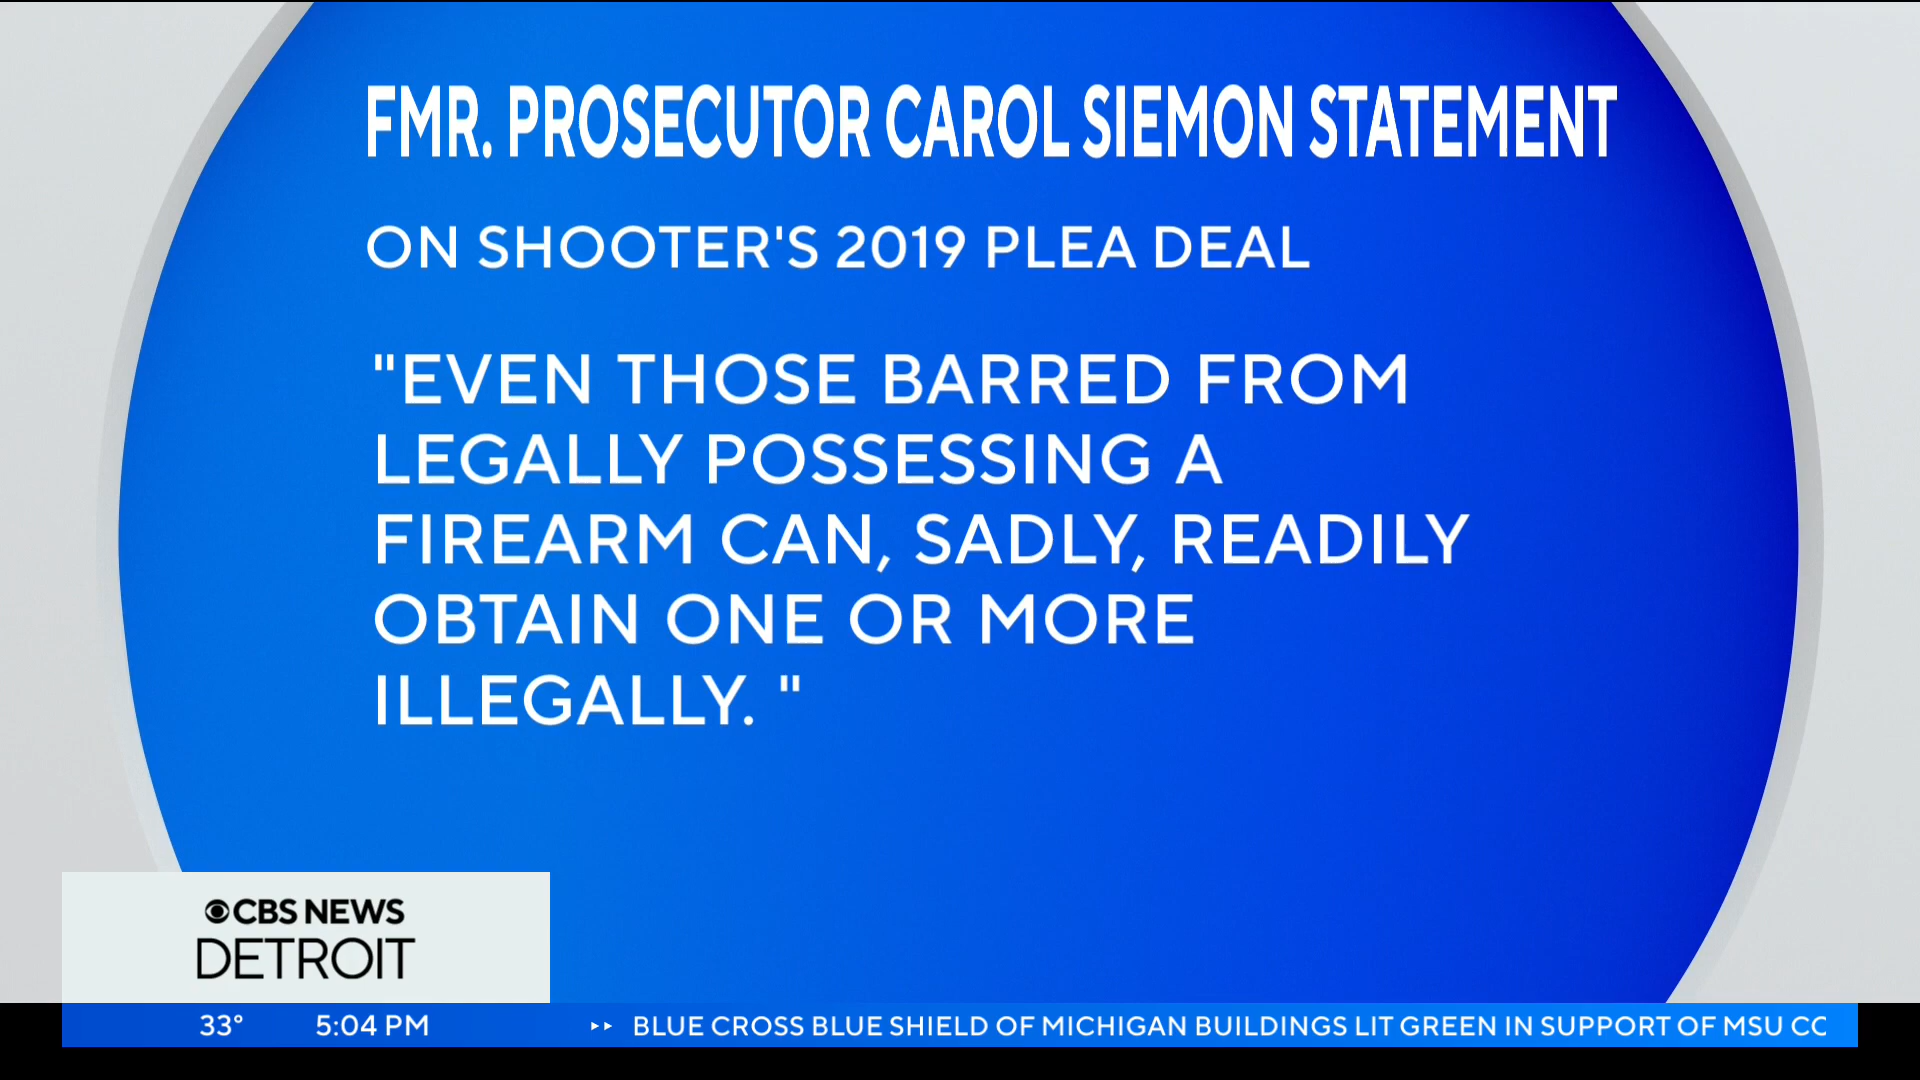 FMR. PROSECUTOR CAROL SIEMON STATEMENT
ON SHOOTER'S 2019 PLEA DEAL
"EVEN THOSE BARRED FROM
LEGALLY POSSESSING A
FIREARM CAN, SADLY, READILY
OBTAIN ONE OR MORE
ILLEGALLY. "
CBS NEWS
DETROIT
33° 5:04 PM BLUE CROSS BLUE SHIELD OF MICHIGAN BUILDINGS LIT GREEN IN SUPPORT OF MSU